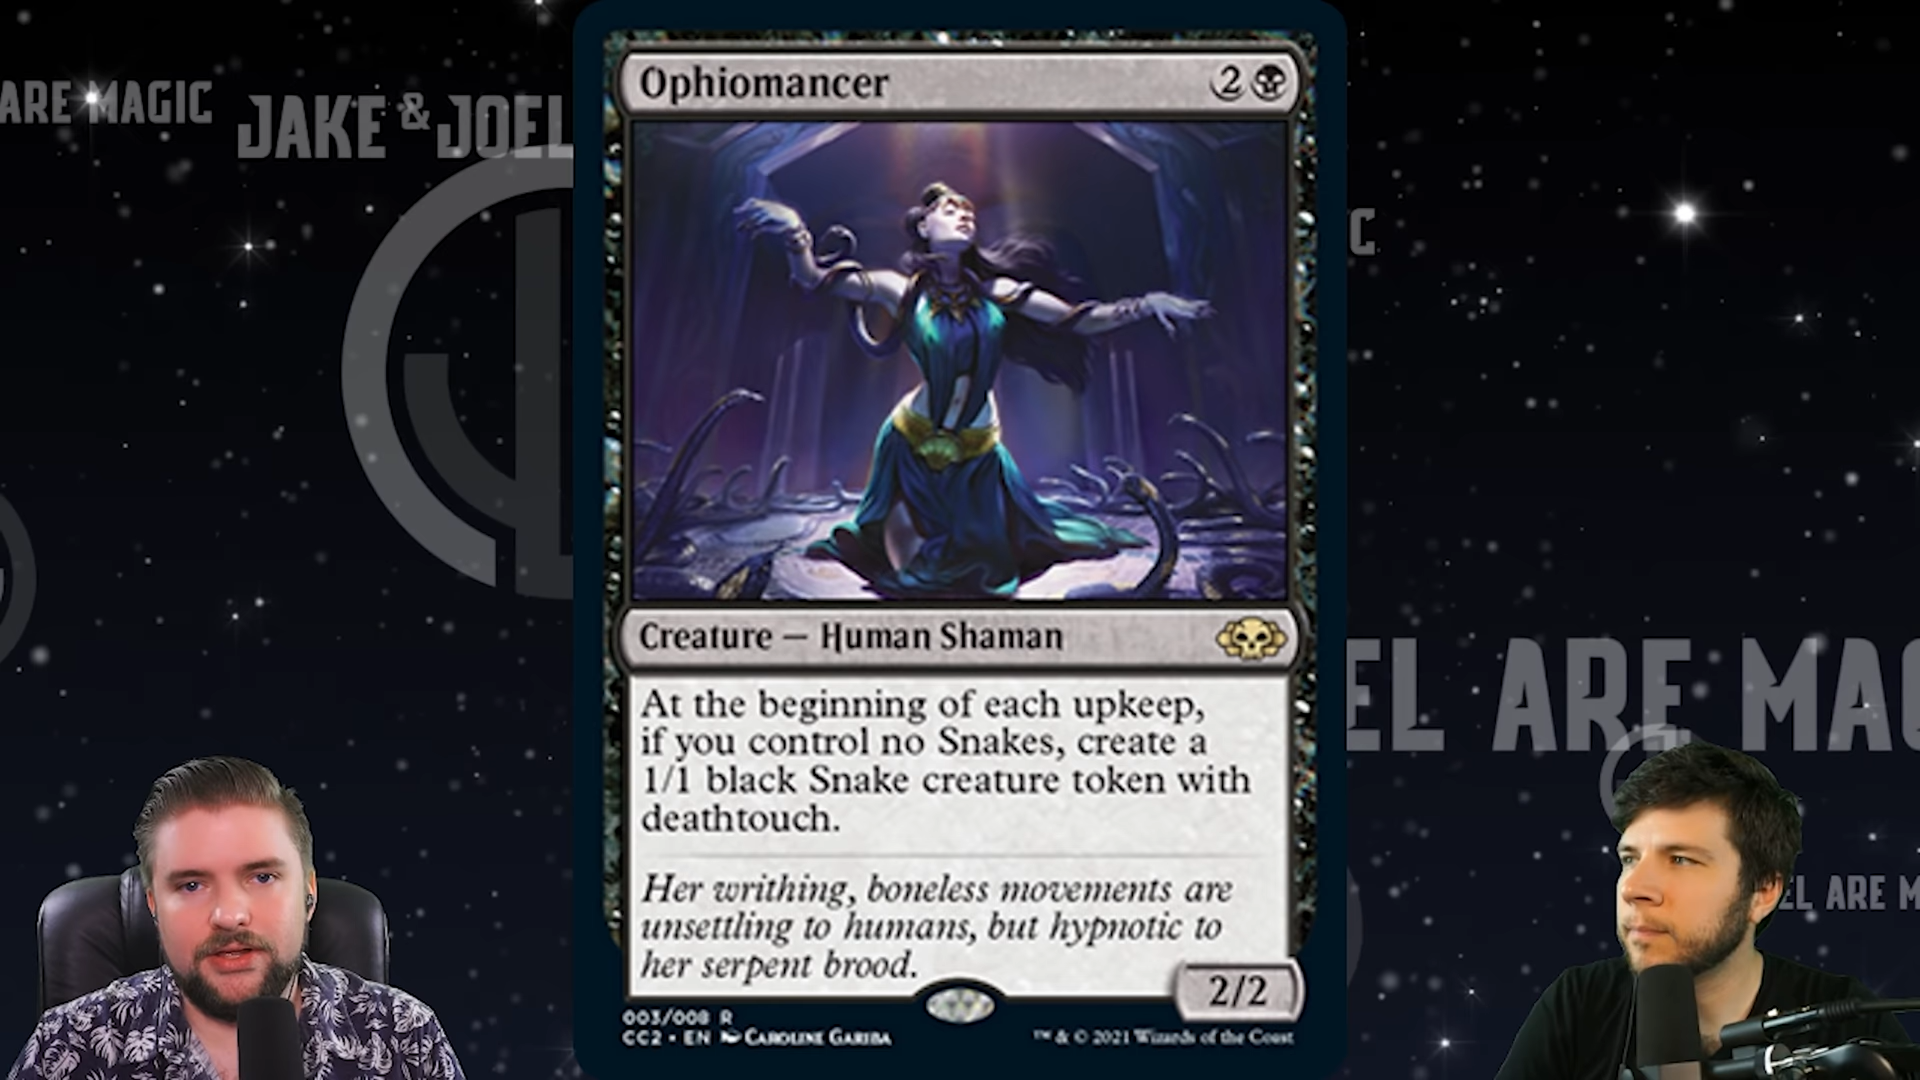 ARE MAGIC
JAKE & JOEL
C
EL ARE MAG
EL ARE M
Ophiomancer
2
Creature — Human Shaman
At the beginning of each upkeep,
if you control no Snakes, create a
1/1 black Snake creature token with
deathtouch.
Her writhing, boneless movements are
unsettling to humans, but hypnotic to
her serpent brood.
2/2
003/008 R
CC2 • EN CAROLINE GARIBA
™ & © 2021 Wizards of the Coast